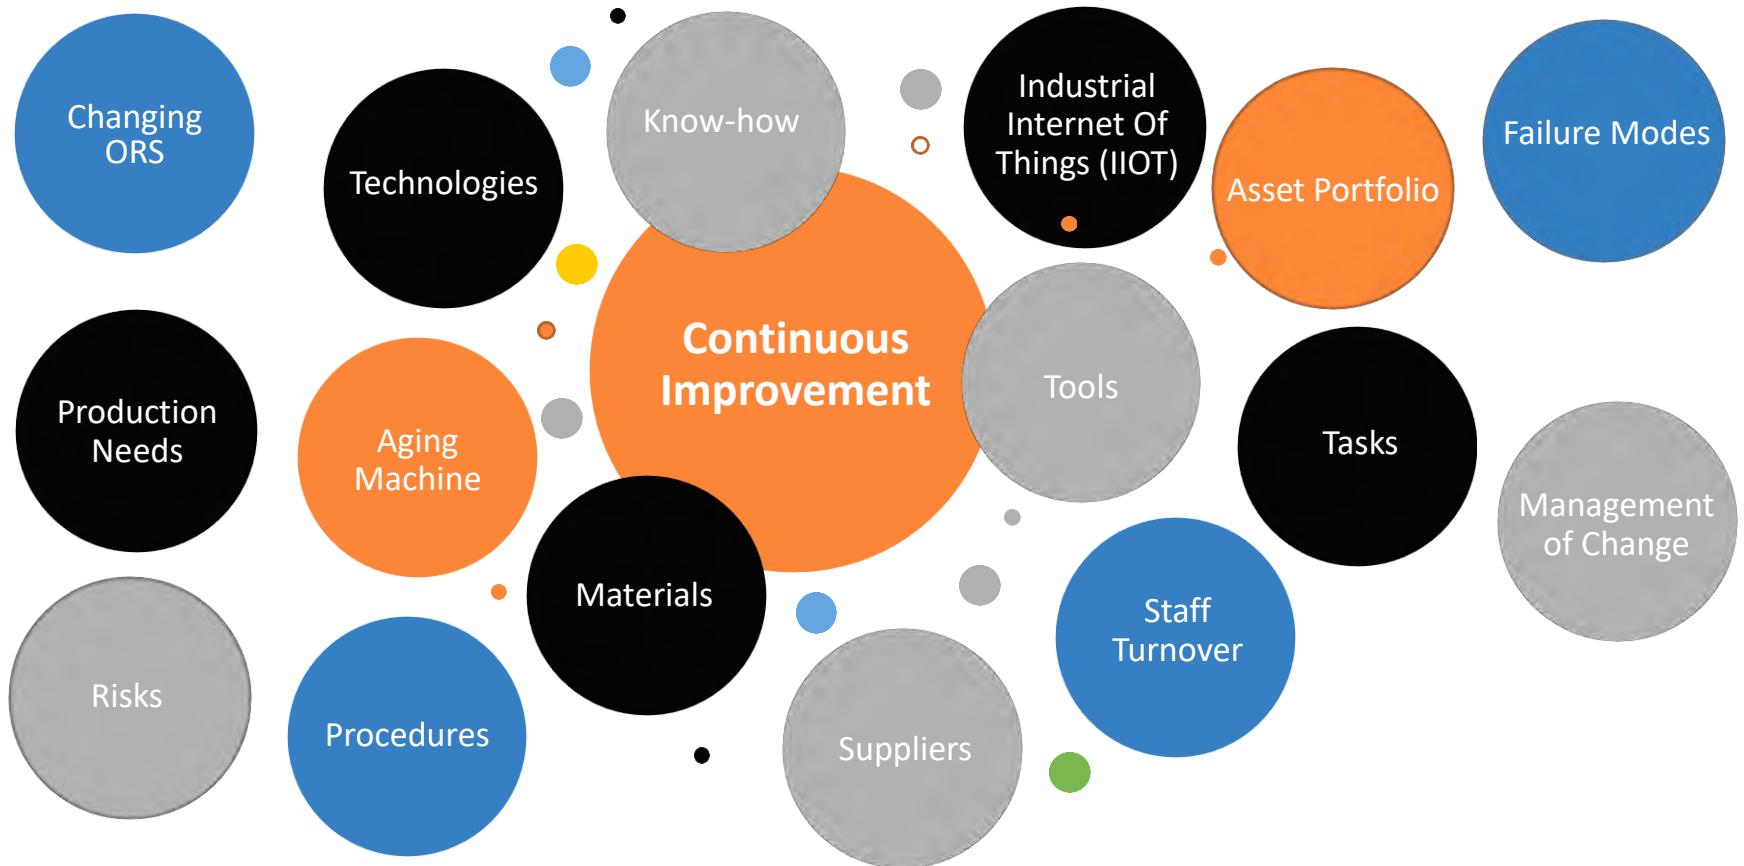 Changing
ORS
Technologies
Know-how
Industrial
Internet Of
Things (IIOT)
Asset Portfolio
Failure Modes
Continuous
Improvement
Production
Needs
Aging
Machine
Tools
Tasks
Management
of Change
Materials
Staff
Turnover
Risks
Procedures
Suppliers